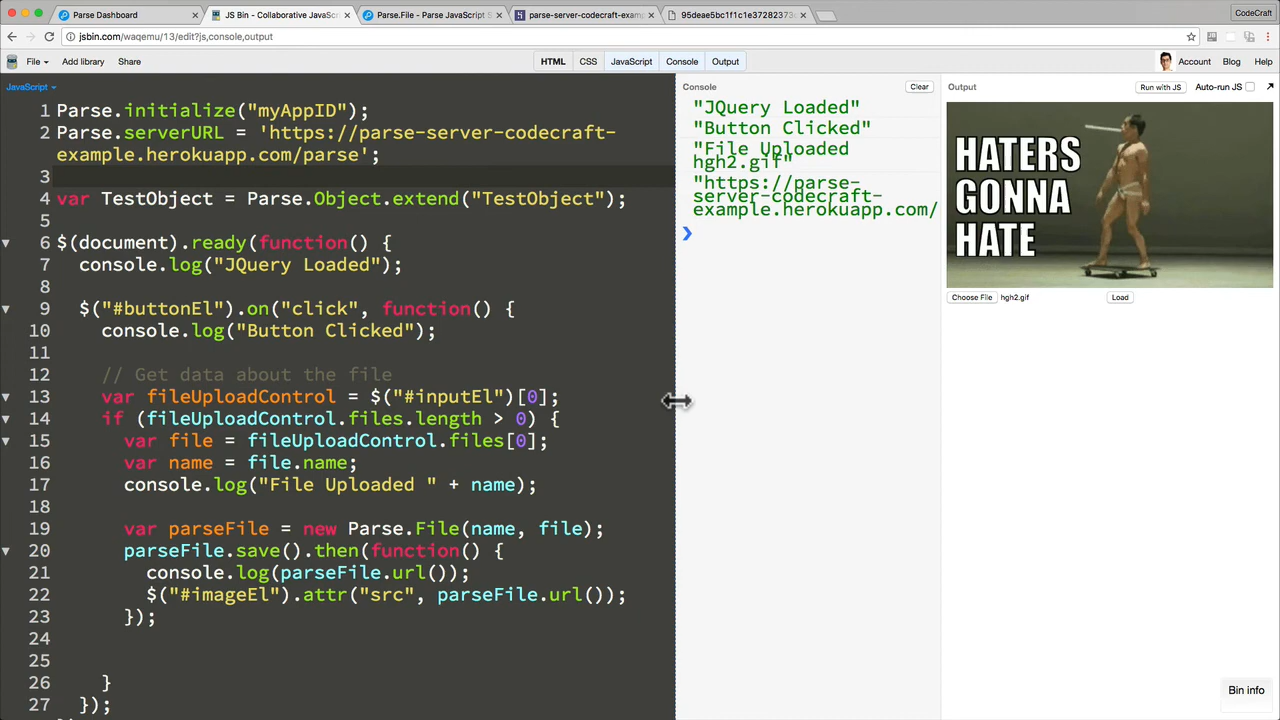 Parse Dashboard
JS Bin - Collaborative JavaScri
Parse.File - Parse JavaScript S
parse-server-codecraft-exam
95deae5bc1f1c1e37282373
CodeCraft
jsbin.com/waqemu/13/edit?js,console,output
File
Add library
Share
HTML
CSS
JavaScript
Console
Output
Account
Blog
Help
JavaScript
1 Parse.initialize("myAppID");
2 Parse.serverURL = 'https://parse-server-codecraft-
example.herokuapp.com/parse';
3
4 var TestObject = Parse.Object.extend("TestObject");
5
6 $(document).ready(function() {
7 console.log("JQuery Loaded");
8
9 $("#buttonEl").on("click", function() {
10 console.log("Button Clicked");
11
12 // Get data about the file
13 var fileUploadControl = $("#inputEl")[0];
14 if (fileUploadControl.files.length > 0) {
15 var file = fileUploadControl.files[0];
16 var name = file.name;
17 console.log("File Uploaded " + name);
18
19 var parseFile = new Parse.File(name, file);
20 parseFile.save().then(function() {
21 console.log(parseFile.url());
22 $("#imageEl").attr("src", parseFile.url());
23 });
24
25
26 }
27 });
Console
Clear
"JQuery Loaded"
"Button Clicked"
"File Uploaded
hgh2.gif"
"https://parse-
server-codecraft-
example.herokuapp.com/
Output
Run with JS
Auto-run JS
HATERS
GONNA
HATE
Choose File hgh2.gif
Load
Bin info